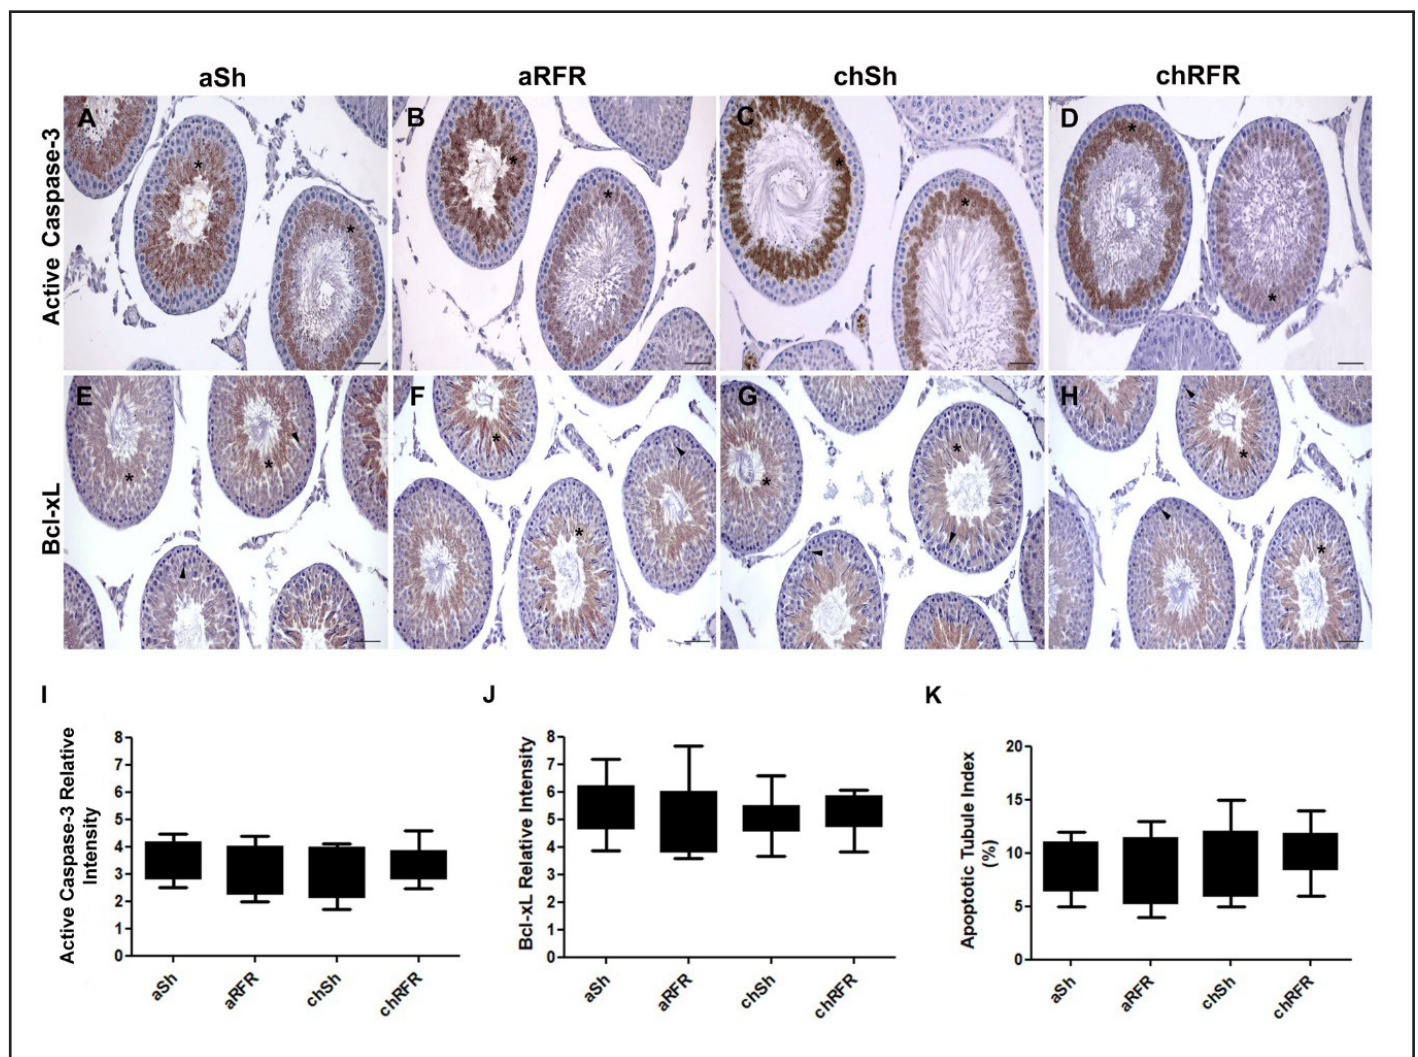 aSh aRFR chSh chRFR
Active Caspase-3
A B C D
* * * * * * * *
Bcl-xL
E F G H
* * * * * * * *
I J K
Active Caspase-3 Relative
Intensity
8
7
6
5
4
3
2
1
0
aSh aRFR chSh chRFR
Bcl-xL Relative Intensity
8
7
6
5
4
3
2
1
0
aSh aRFR chSh chRFR
Apoptotic Tubule Index
(%)
20
15
10
5
0
aSh aRFR chSh chRFR